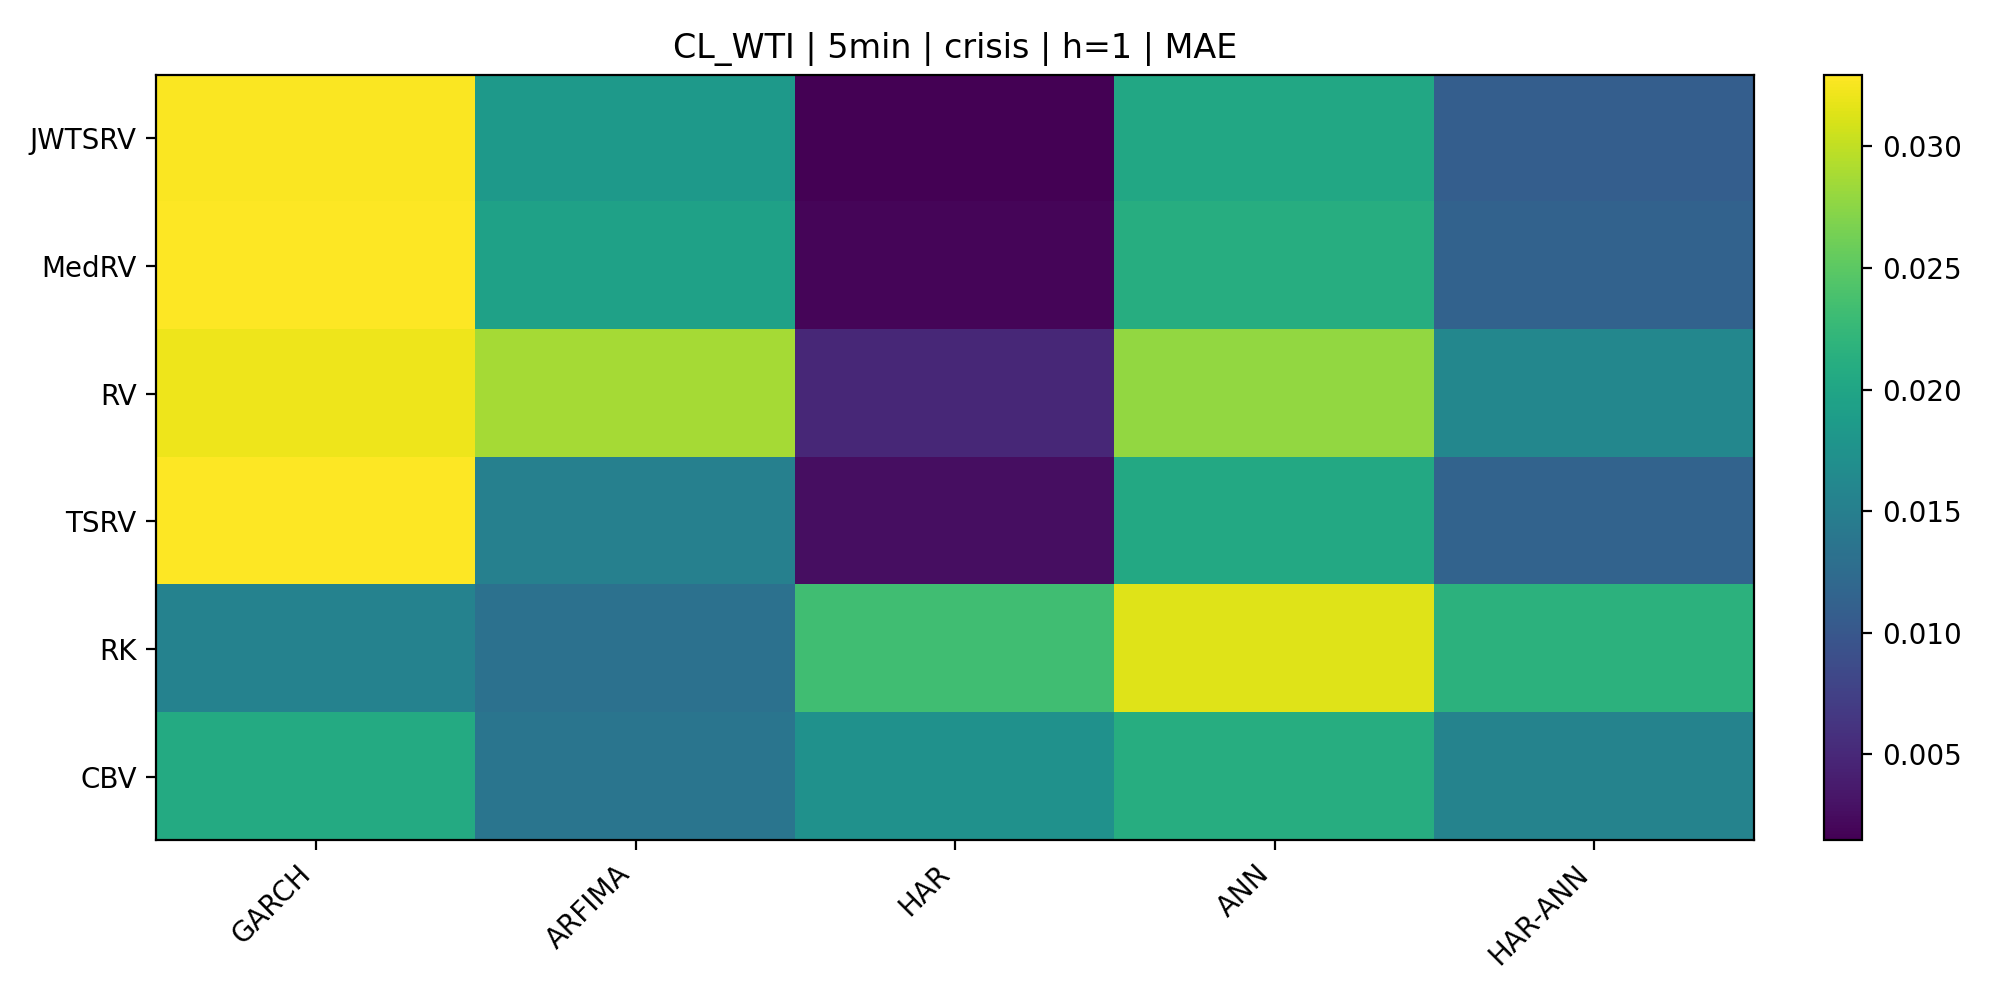 CL_WTI | 5min | crisis | h=1 | MAE
JWTSRV
MedRV
RV
TSRV
RK
CBV
GARCH
ARFIMA
HAR
ANN
HAR-ANN
0.030
0.025
0.020
0.015
0.010
0.005